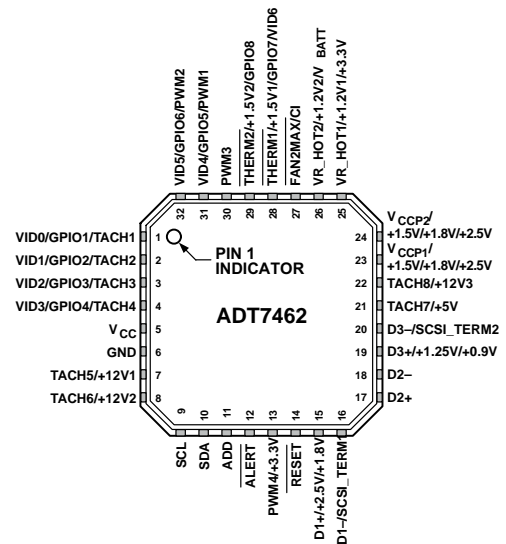 VID5/GPIO6/PWM2
VID4/GPIO5/PWM1
PWM3
THERM2/+1.5V2/GPIO8
THERM1/+1.5V1/GPIO7/VID6
FAN2MAX/CI
VR_HOT2/+1.2V2/VBATT
VR_HOT1/+1.2V1/+3.3V
32 31 30 29 28 27 26 25
VID0/GPIO1/TACH1 1
VID1/GPIO2/TACH2 2
VID2/GPIO3/TACH3 3
VID3/GPIO4/TACH4 4
VCC 5
GND 6
TACH5/+12V1 7
TACH6/+12V2 8
PIN 1
INDICATOR
ADT7462
24 VCCP2/
+1.5V/+1.8V/+2.5V
23 VCCP1/
+1.5V/+1.8V/+2.5V
22 TACH8/+12V3
21 TACH7/+5V
20 D3–/SCSI_TERM2
19 D3+/+1.25V/+0.9V
18 D2–
17 D2+
9 10 11 12 13 14 15 16
SCL
SDA
ADD
ALERT
PWM4/+3.3V
RESET
D1+/+2.5V/+1.8V
D1–/SCSI_TERM1